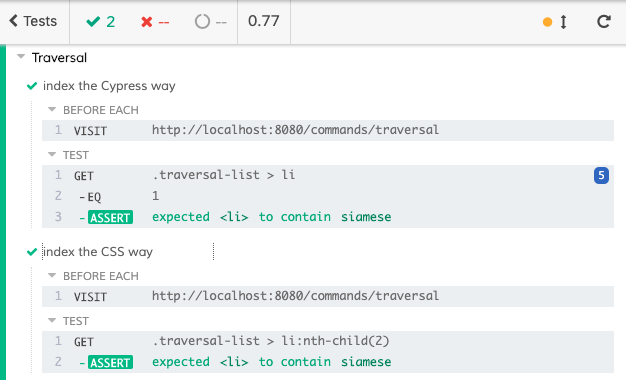 Tests 2 -- -- 0.77
Traversal
index the Cypress way
BEFORE EACH
1 VISIT http://localhost:8080/commands/traversal
TEST
1 GET .traversal-list > li 5
2 -EQ 1
3 -ASSERT expected <li> to contain siamese
index the CSS way
BEFORE EACH
1 VISIT http://localhost:8080/commands/traversal
TEST
1 GET .traversal-list > li:nth-child(2)
2 -ASSERT expected <li> to contain siamese